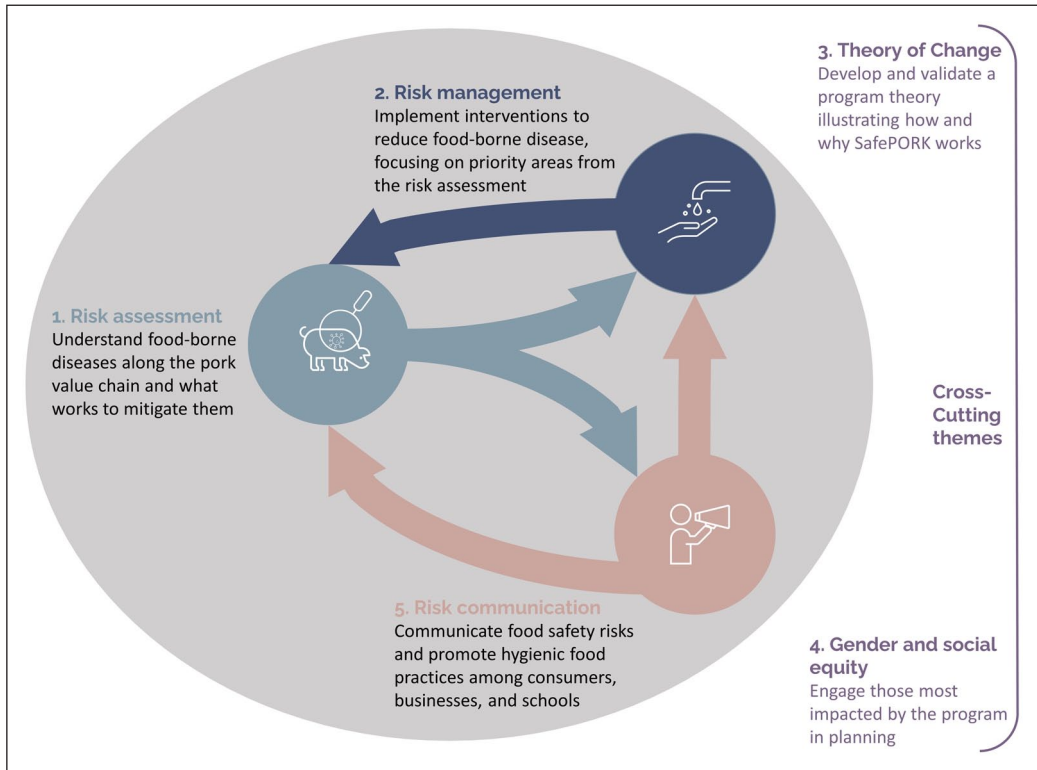 2. Risk management
Implement interventions to
reduce food-borne disease,
focusing on priority areas from
the risk assessment
3. Theory of Change
Develop and validate a
program theory
illustrating how and
why SafePORK works
1. Risk assessment
Understand food-borne
diseases along the pork
value chain and what
works to mitigate them
Cross-
Cutting
themes
5. Risk communication
Communicate food safety risks
and promote hygienic food
practices among consumers,
businesses, and schools
4. Gender and social
equity
Engage those most
impacted by the program
in planning